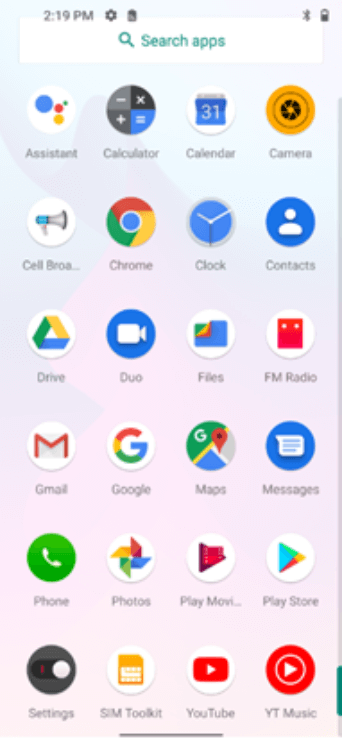 2:19 PM
Search apps
31
Assistant
Calculator
Calendar
Camera
Cell Broa...
Chrome
Clock
Contacts
Drive
Duo
Files
FM Radio
G
Gmail
Google
Maps
Messages
Phone
Photos
Play Movi...
Play Store
Settings
SIM Toolkit
YouTube
YT Music